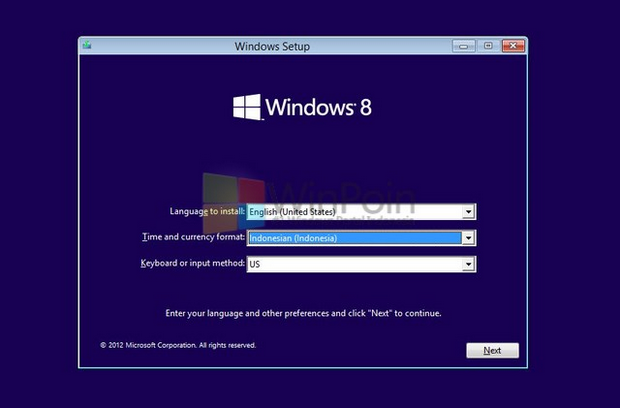 Windows Setup
Windows 8
WinPoin
Language to install: English (United States)
Time and currency format: Indonesian (Indonesia)
Keyboard or input method: US
Enter your language and other preferences and click "Next" to continue.
© 2012 Microsoft Corporation. All rights reserved.
Next